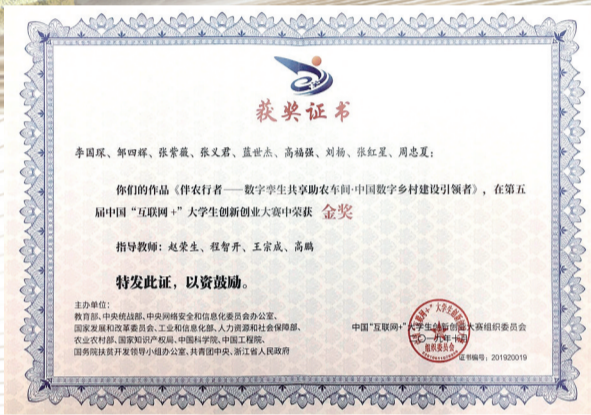 获奖证书
李国琛、邹四辉、张紫薇、张义君、蓝世杰、高福强、刘杨、张红星、周忠夏：
你们的作品《伴农行者——数字孪生共享助农车间·中国数字乡村建设引领者》，在第五
届中国“互联网+”大学生创新创业大赛中荣获 金奖
指导教师：赵荣生、程智开、王宗成、高鹏
特发此证，以资鼓励。
主办单位：
教育部、中央统战部、中央网络安全和信息化委员会办公室、
国家发展和改革委员会、工业和信息化部、人力资源和社会保障部、
农业农村部、国家知识产权局、中国科学院、中国工程院、
国务院扶贫开发领导小组办公室、共青团中央、浙江省人民政府
中国“互联网+”大学生创新创业大赛组织委员会
二〇一九年十月
证书编号：201920019